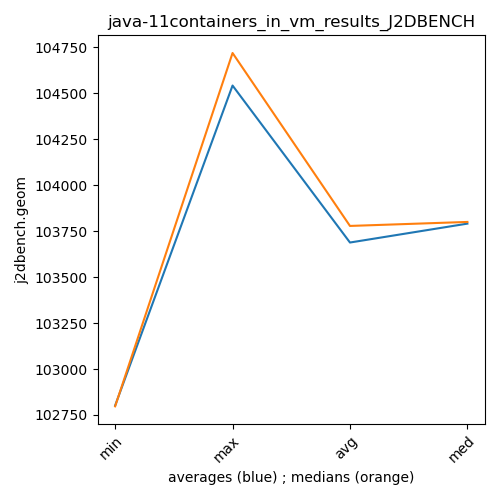 java-11containers_in_vm_results_J2DBENCH
104750
104500
104250
104000
103750
103500
103250
103000
102750
j2dbench.geom
min
max
avg
med
averages (blue) ; medians (orange)